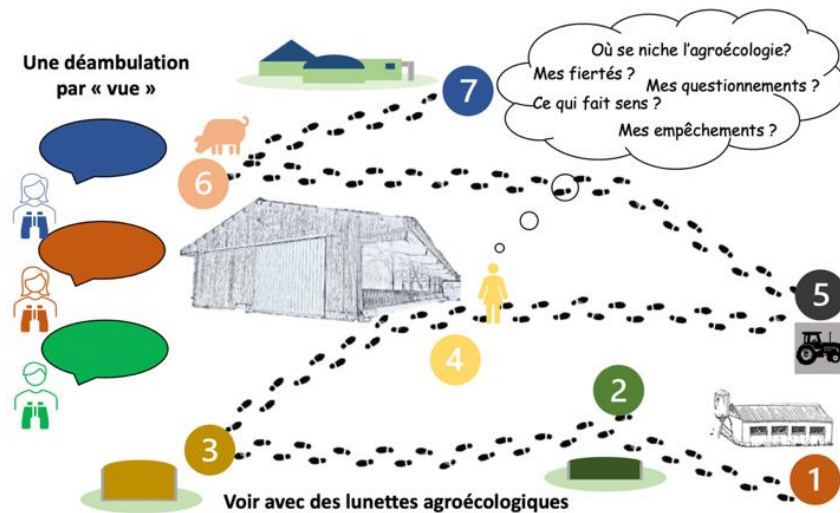 Une déambulation
par « vue »
Où se niche l'agroécologie?
Mes fiertés ?
Mes questionnements ?
Ce qui fait sens ?
Mes empêchements ?
7
6
5
4
2
3
1
Voir avec des lunettes agroécologiques